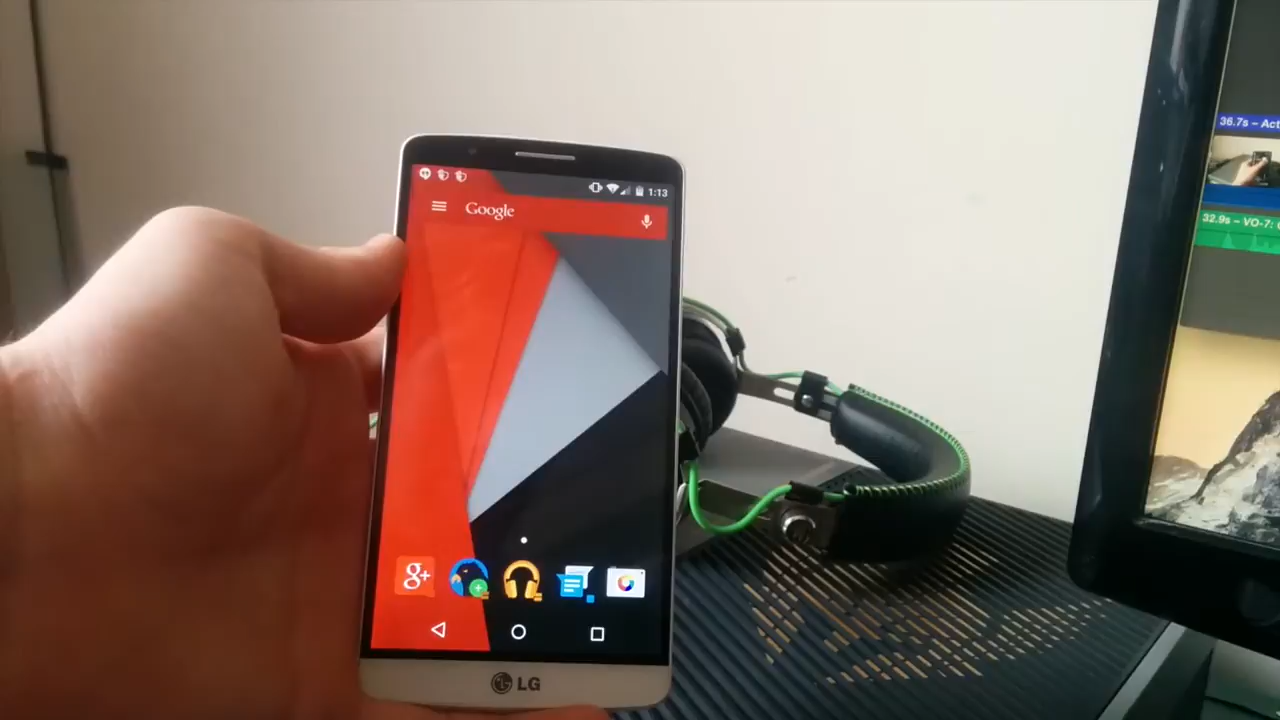 1:13
Google
g+
LG
36.7s – Act
32.9s – VO-7: